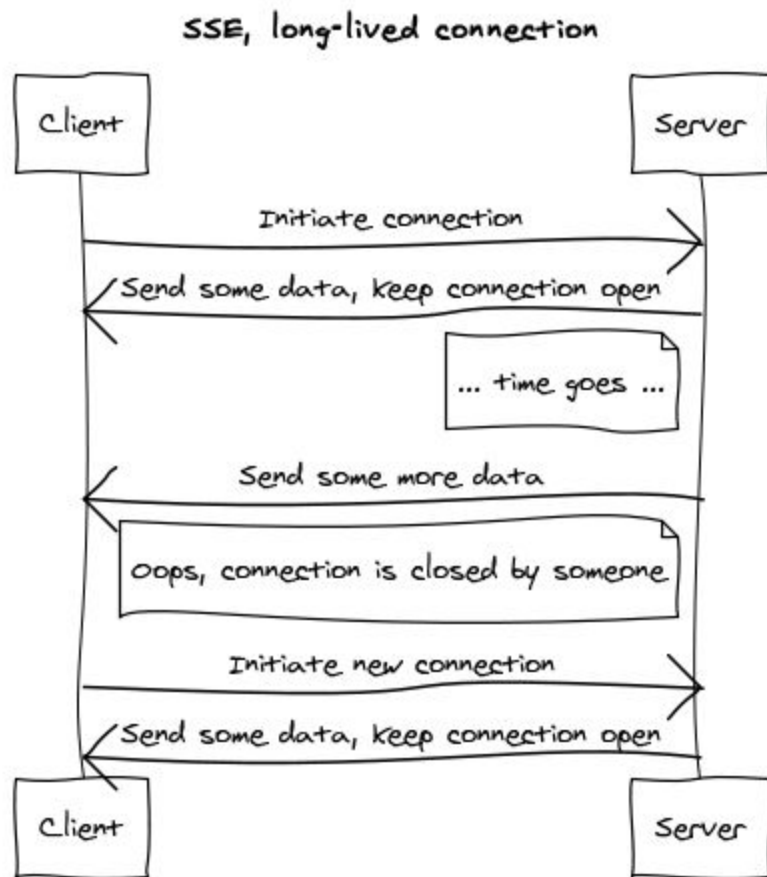 SSE, long-lived connection
Client
Server
Initiate connection
Send some data, keep connection open
... time goes ...
Send some more data
Oops, connection is closed by someone
Initiate new connection
Send some data, keep connection open
Client
Server